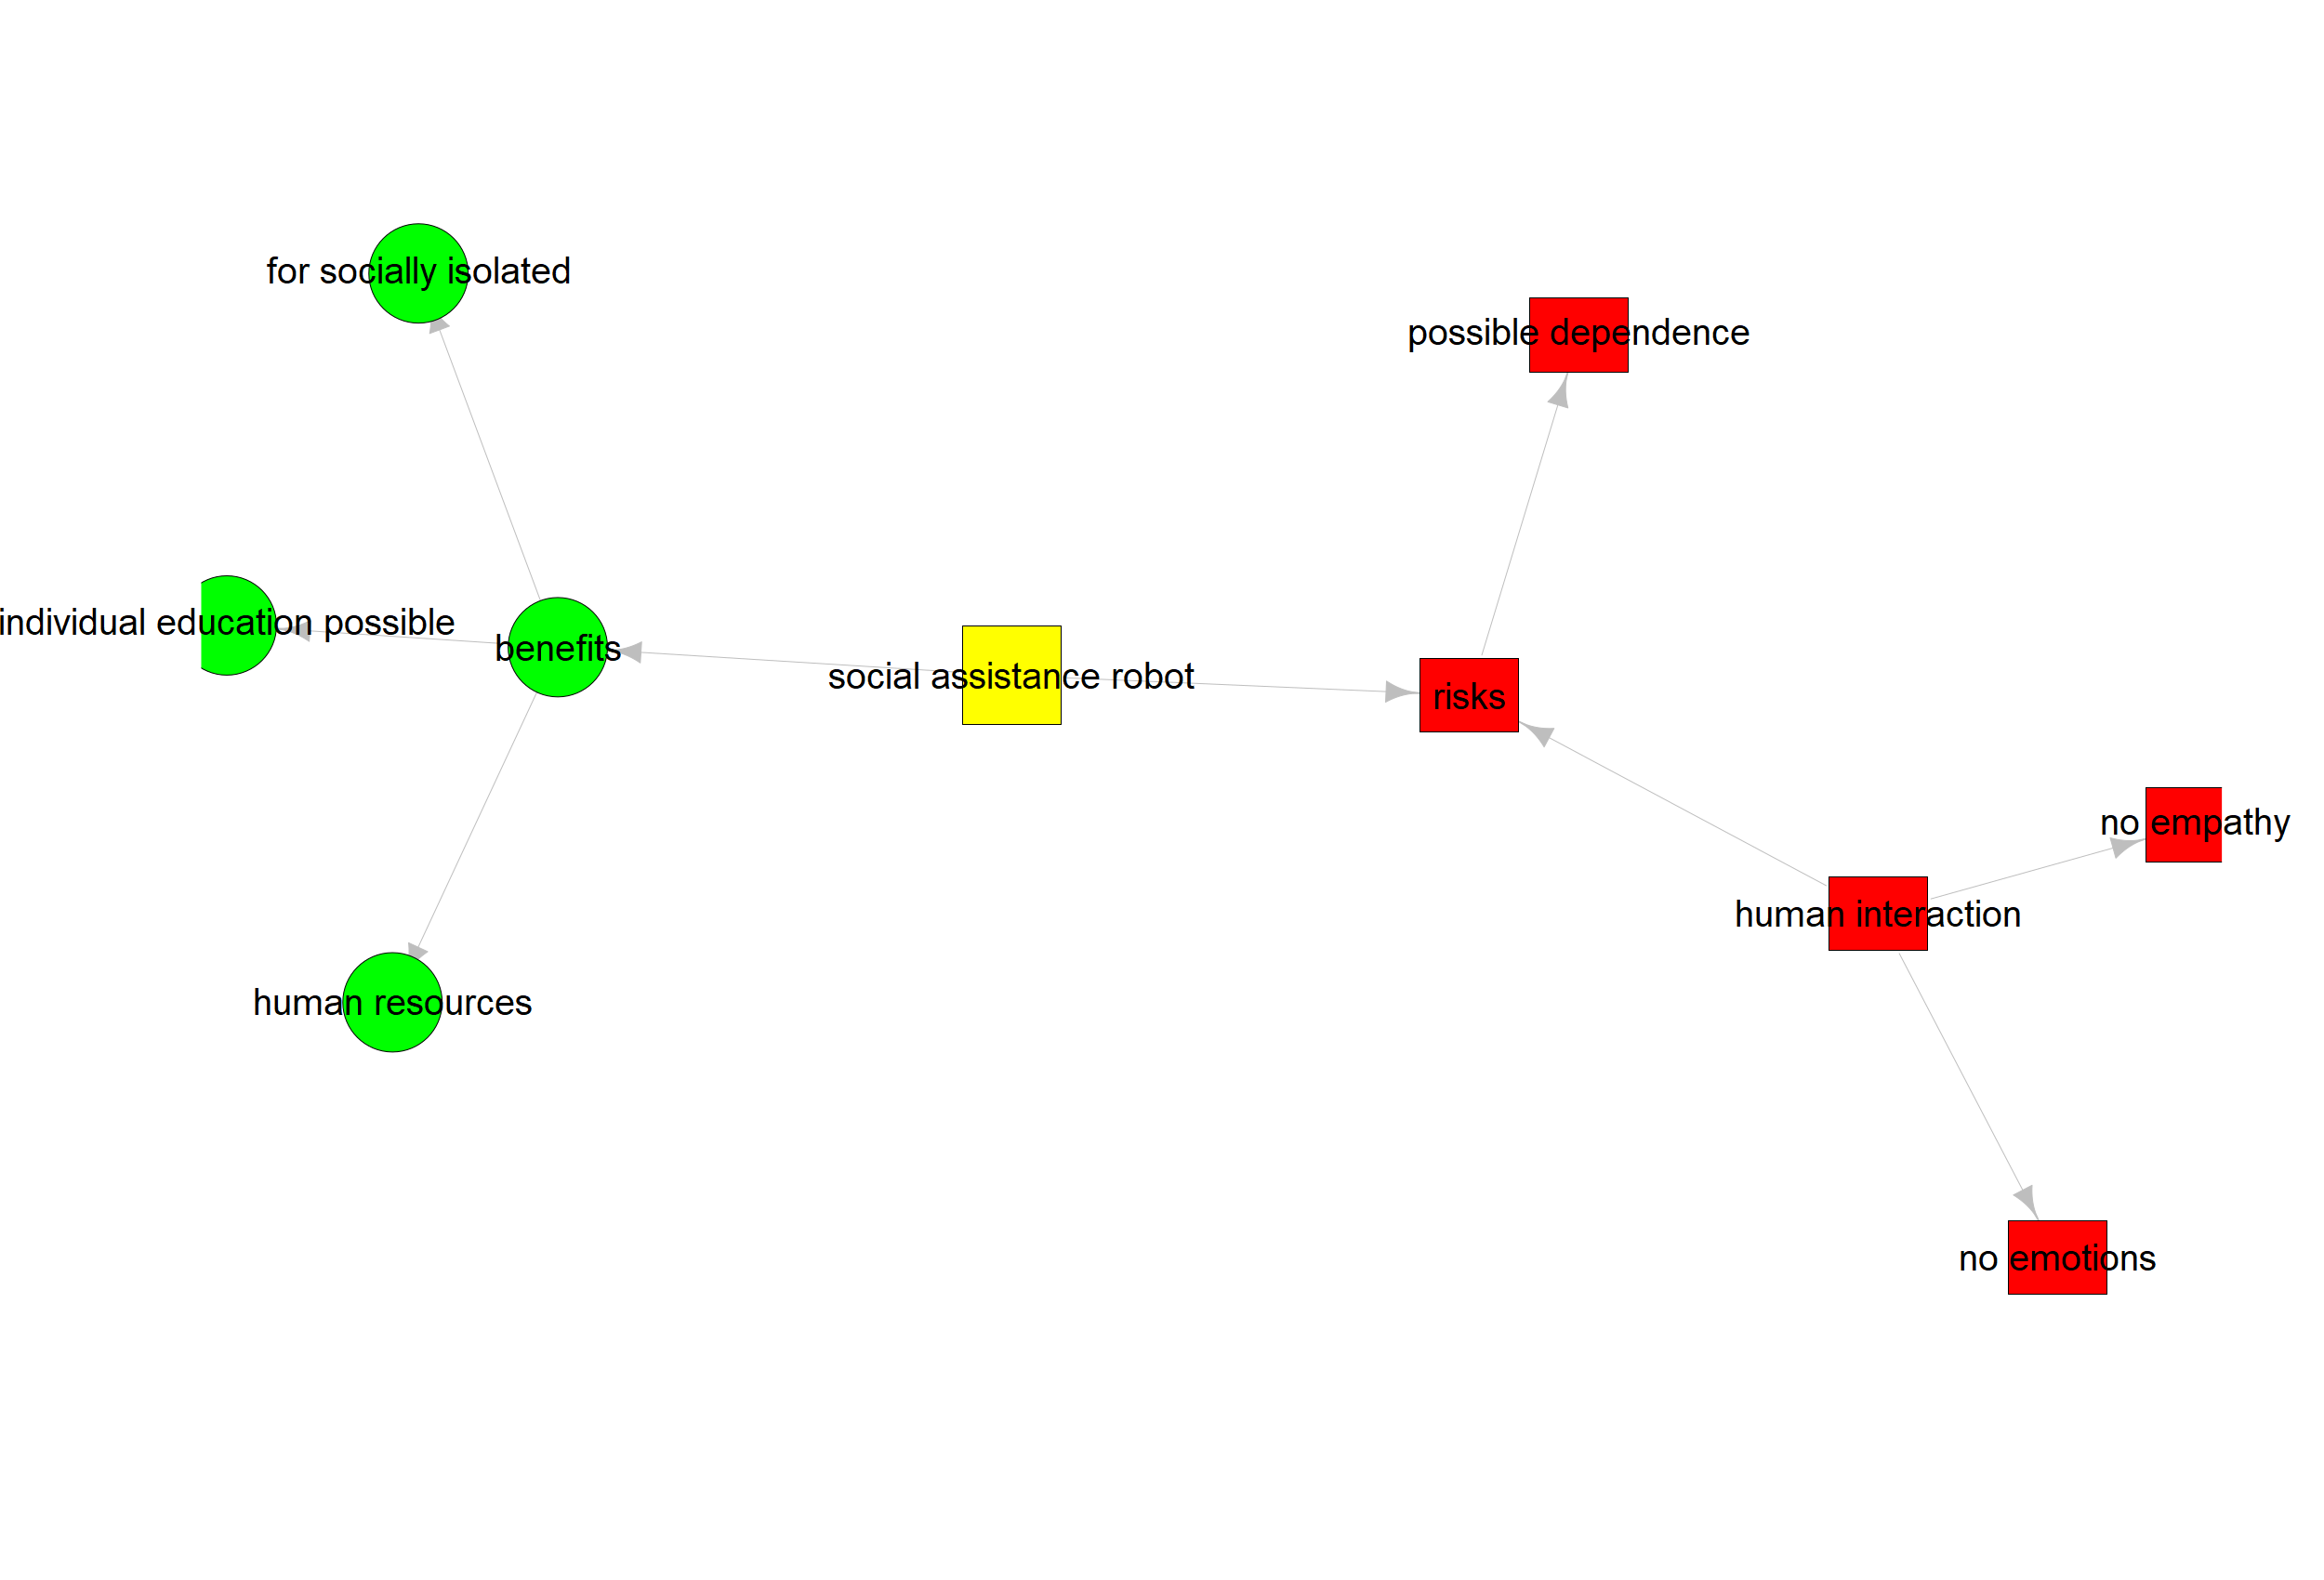 for socially isolated
possible dependence
individual education possible
benefits
social assistance robot
risks
no empathy
human interaction
human resources
no emotions